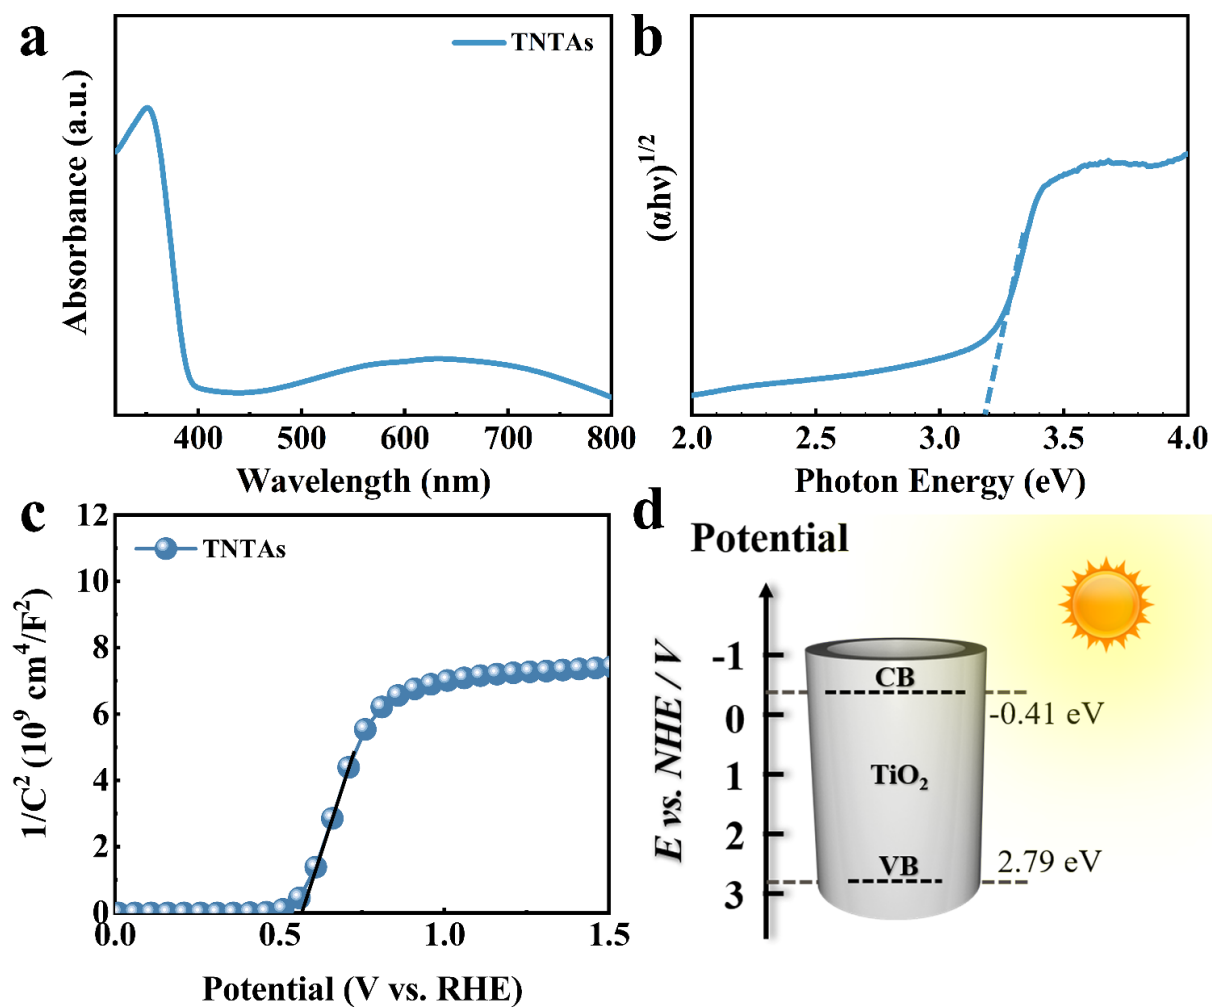 a
TNTAs
Absorbance (a.u.)
400 500 600 700 800
Wavelength (nm)
b
(αhν)^1/2
2.0 2.5 3.0 3.5 4.0
Photon Energy (eV)
c
TNTAs
12
10
8
6
4
2
0
1/C² (10⁹ cm⁴/F²)
0.0 0.5 1.0 1.5
Potential (V vs. RHE)
d
Potential
E vs. NHE / V
-1
0
1
2
3
CB
-0.41 eV
TiO₂
VB
2.79 eV